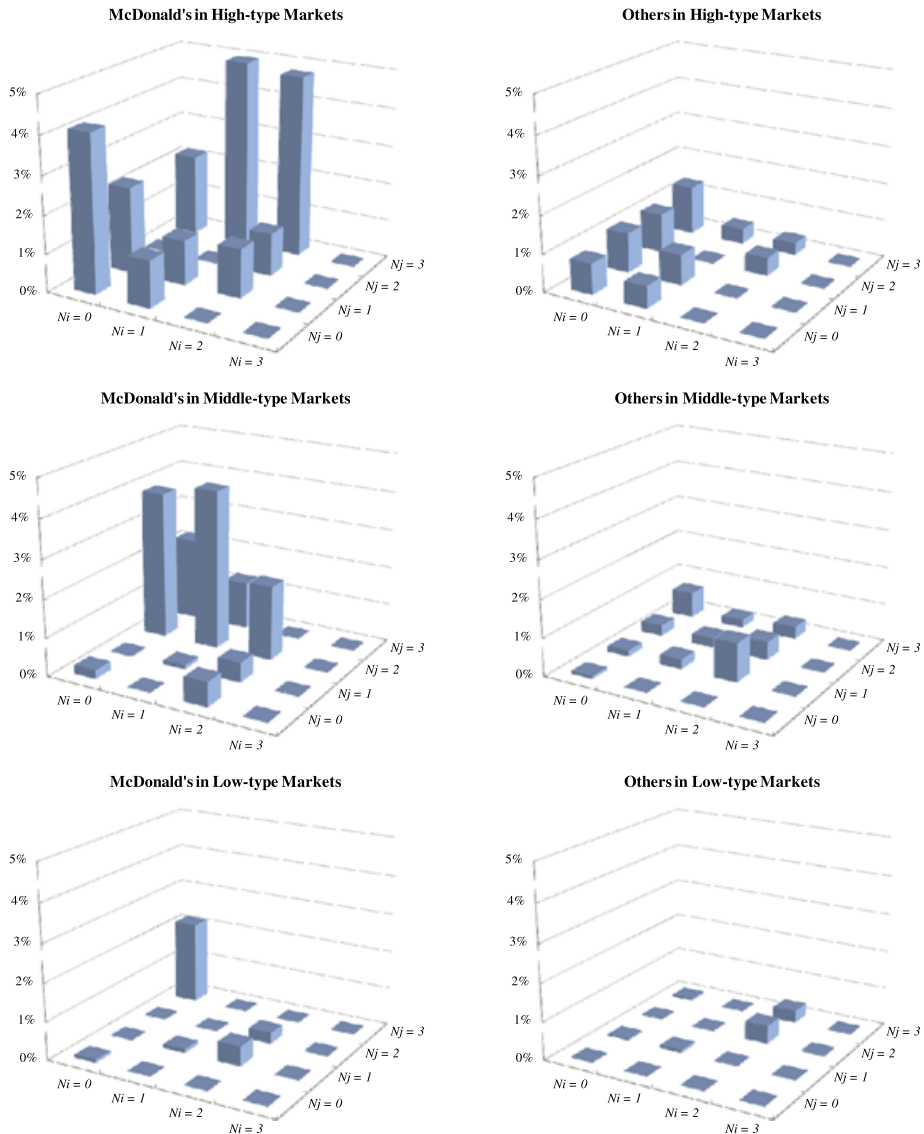 McDonald's in High-type Markets
5%
4%
3%
2%
1%
0%
Ni = 0
Ni = 1
Ni = 2
Ni = 3
Nj = 0
Nj = 1
Nj = 2
Nj = 3
Others in High-type Markets
5%
4%
3%
2%
1%
0%
Ni = 0
Ni = 1
Ni = 2
Ni = 3
Nj = 0
Nj = 1
Nj = 2
Nj = 3
McDonald's in Middle-type Markets
5%
4%
3%
2%
1%
0%
Ni = 0
Ni = 1
Ni = 2
Ni = 3
Nj = 0
Nj = 1
Nj = 2
Nj = 3
Others in Middle-type Markets
5%
4%
3%
2%
1%
0%
Ni = 0
Ni = 1
Ni = 2
Ni = 3
Nj = 0
Nj = 1
Nj = 2
Nj = 3
McDonald's in Low-type Markets
5%
4%
3%
2%
1%
0%
Ni = 0
Ni = 1
Ni = 2
Ni = 3
Nj = 0
Nj = 1
Nj = 2
Nj = 3
Others in Low-type Markets
5%
4%
3%
2%
1%
0%
Ni = 0
Ni = 1
Ni = 2
Ni = 3
Nj = 0
Nj = 1
Nj = 2
Nj = 3